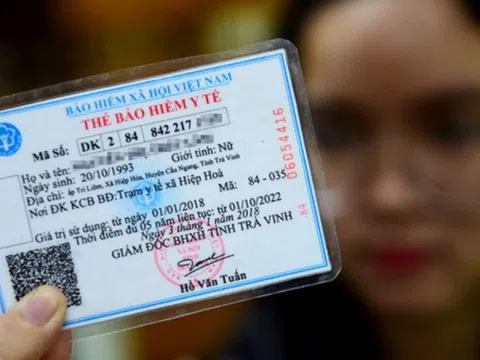 BẢO HIỂM XÃ HỘI VIỆT NAM
THẺ BẢO HIỂM Y TẾ
Mã Số: DK 2 84 842 217
Họ và tên:
Ngày sinh: 20/10/1993 Giới tính: Nữ
Địa chỉ: ấp Trì Liêm, Xã Hiệp Hòa, Huyện Cầu Ngang, Tỉnh Trà Vinh
Nơi ĐK KCB BĐ: Trạm y tế xã Hiệp Hoà Mã: 84 - 035
Giá trị sử dụng: từ ngày 01/01/2018
Thời điểm đủ 05 năm liên tục: từ 01/10/2022
Ngày 3 tháng 1 năm 2018
GIÁM ĐỐC BHXH TỈNH TRÀ VINH
Hồ Văn Tuấn
06054416
84